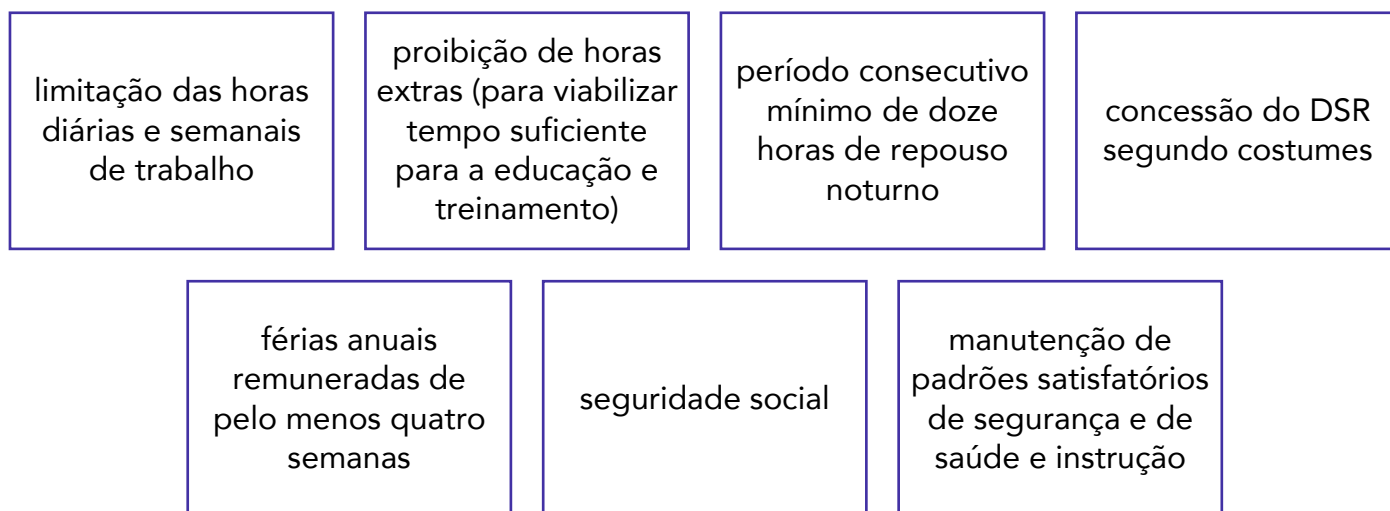 limitação das horas
diárias e semanais
de trabalho
proibição de horas
extras (para viabilizar
tempo suficiente
para a educação e
treinamento)
período consecutivo
mínimo de doze
horas de repouso
noturno
concessão do DSR
segundo costumes
férias anuais
remuneradas de
pelo menos quatro
semanas
seguridade social
manutenção de
padrões satisfatórios
de segurança e de
saúde e instrução